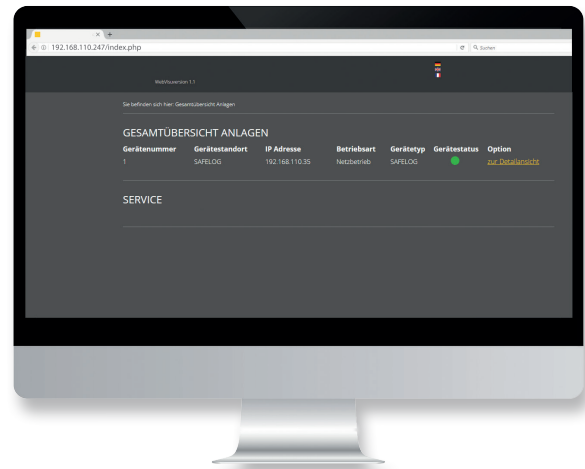 192.168.110.247/index.php
Suchen
WebVisuversion 1.1
Sie befinden sich hier: Gesamtübersicht Anlagen
GESAMTÜBERSICHT ANLAGEN
Gerätenummer Gerätestandort IP Adresse Betriebsart Gerätetyp Gerätestatus Option
1 SAFELOG 192.168.110.35 Netzbetrieb SAFELOG zur Detailansicht
SERVICE